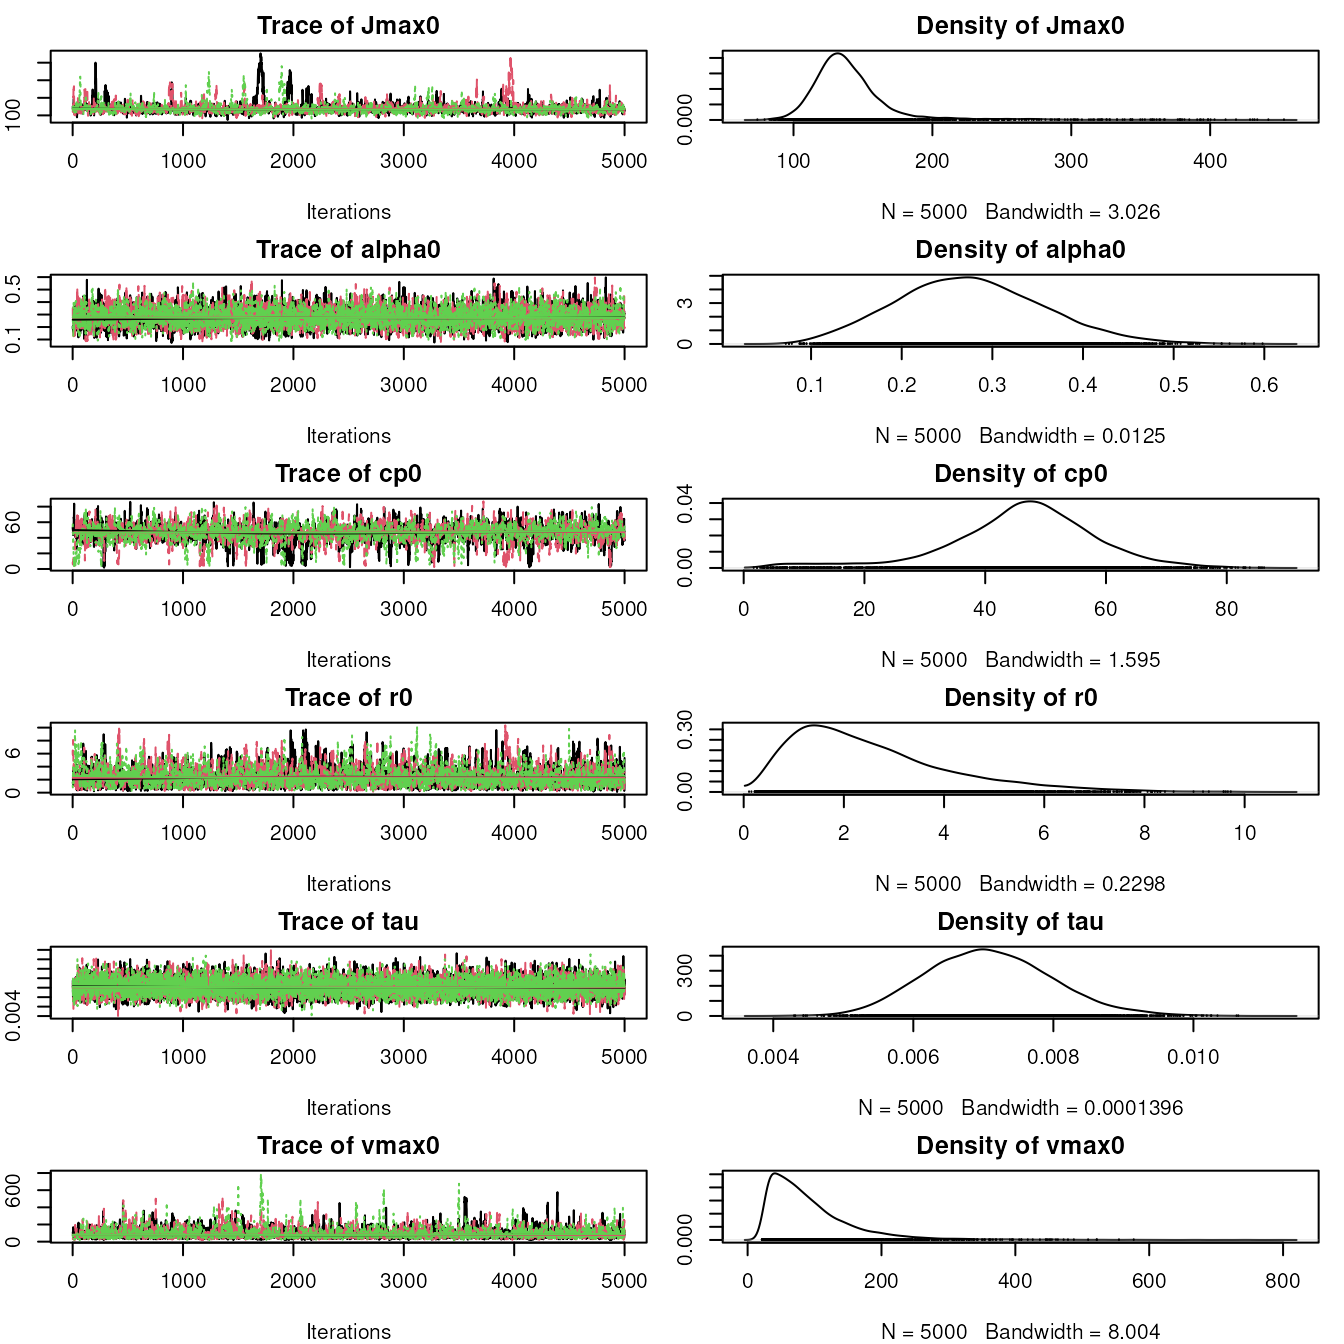 Trace of Jmax0
100
0 1000 2000 3000 4000 5000
Iterations
Density of Jmax0
0.000
100 200 300 400
N = 5000 Bandwidth = 3.026
Trace of alpha0
0.1 0.5
0 1000 2000 3000 4000 5000
Iterations
Density of alpha0
0 3
0.1 0.2 0.3 0.4 0.5 0.6
N = 5000 Bandwidth = 0.0125
Trace of cp0
0 60
0 1000 2000 3000 4000 5000
Iterations
Density of cp0
0.00 0.04
0 20 40 60 80
N = 5000 Bandwidth = 1.595
Trace of r0
0 6
0 1000 2000 3000 4000 5000
Iterations
Density of r0
0.00 0.30
0 2 4 6 8 10
N = 5000 Bandwidth = 0.2298
Trace of tau
0.004
0 1000 2000 3000 4000 5000
Iterations
Density of tau
0 300
0.004 0.006 0.008 0.010
N = 5000 Bandwidth = 0.0001396
Trace of vmax0
0 600
0 1000 2000 3000 4000 5000
Iterations
Density of vmax0
0.000
0 200 400 600 800
N = 5000 Bandwidth = 8.004